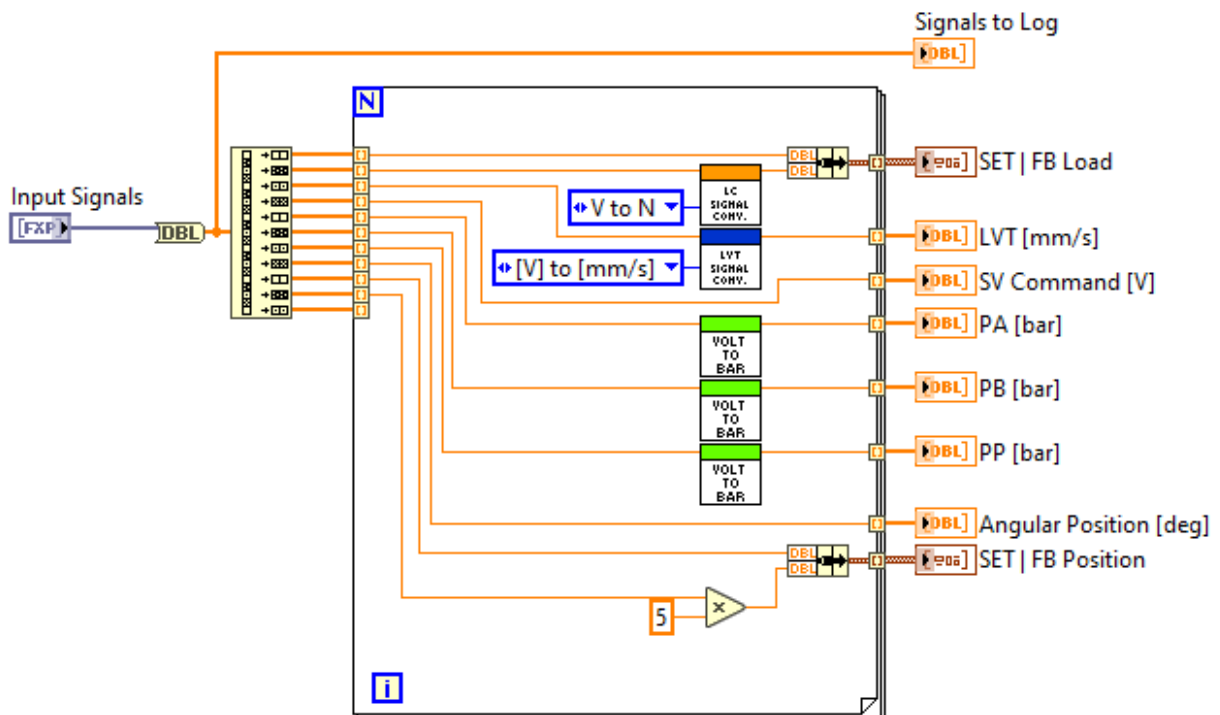 Signals to Log
DBL
N
Input Signals
FXP
DBL
DBL
DBL
SET | FB Load
V to N
LC
SIGNAL
CONV.
DBL
LVT [mm/s]
[V] to [mm/s]
LVT
SIGNAL
CONV.
DBL
SV Command [V]
DBL
PA [bar]
VOLT
TO
BAR
DBL
PB [bar]
VOLT
TO
BAR
DBL
PP [bar]
VOLT
TO
BAR
DBL
Angular Position [deg]
DBL
DBL
SET | FB Position
5
x
i